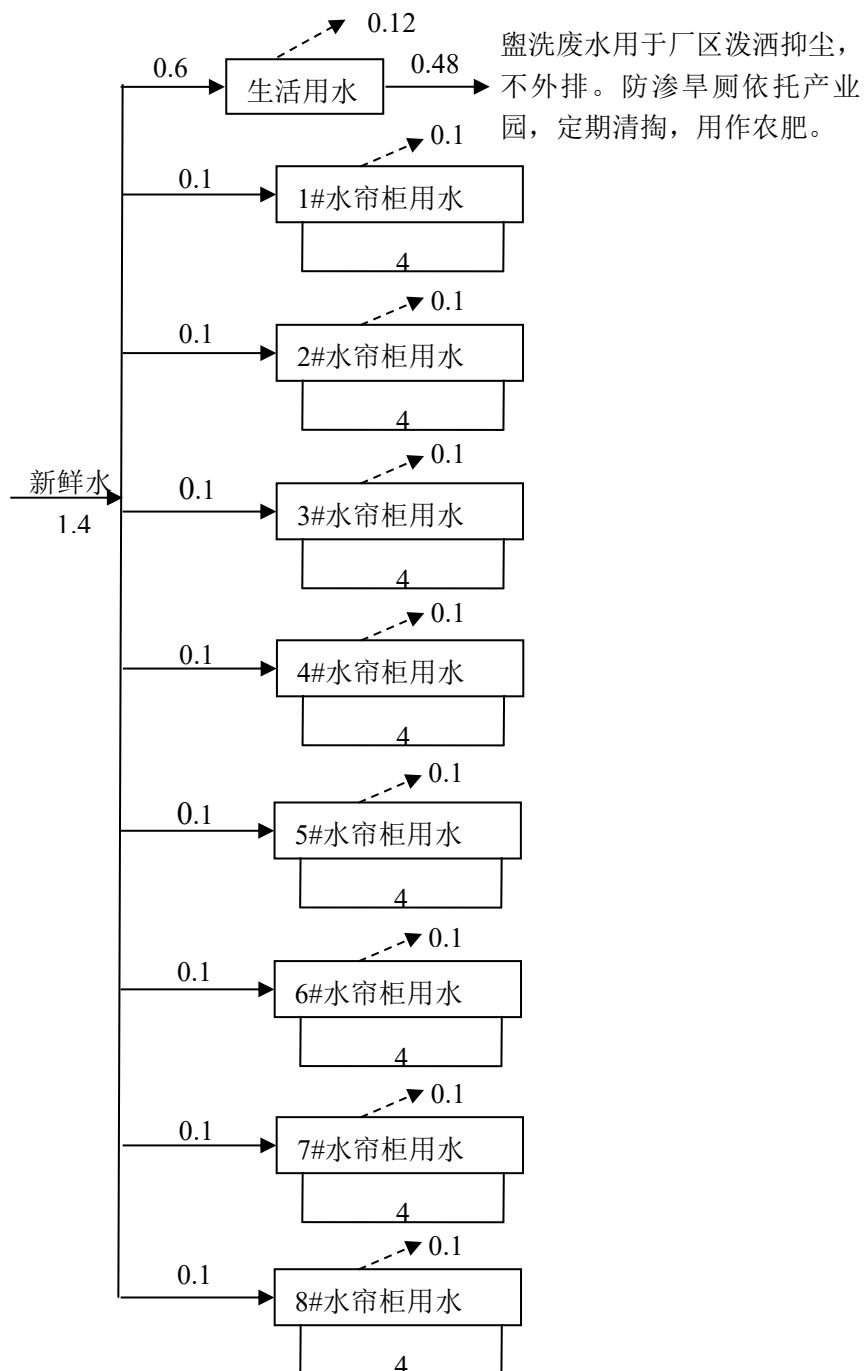 0.12
0.6
生活用水
0.48
盥洗废水用于厂区泼洒抑尘，
不外排。防渗旱厕依托产业
园，定期清掏，用作农肥。
0.1
0.1
1#水帘柜用水
4
0.1
0.1
2#水帘柜用水
4
新鲜水
1.4
0.1
0.1
3#水帘柜用水
4
0.1
0.1
4#水帘柜用水
4
0.1
0.1
5#水帘柜用水
4
0.1
0.1
6#水帘柜用水
4
0.1
0.1
7#水帘柜用水
4
0.1
0.1
8#水帘柜用水
4